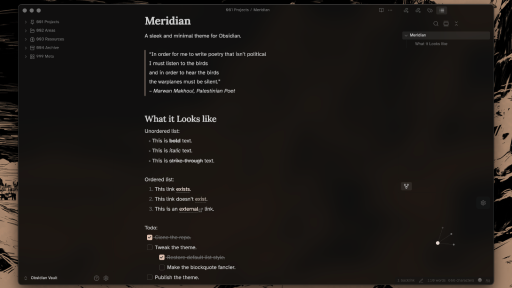 001 Projects / Meridian
001 Projects
002 Areas
003 Resources
004 Archive
999 Meta
Meridian
A sleek and minimal theme for Obsidian.
"In order for me to write poetry that isn't political
I must listen to the birds
and in order to hear the birds
the warplanes must be silent."
– Marwan Makhoul, Palestinian Poet
What it Looks like
Unordered list:
• This is bold text.
• This is italic text.
• This is strike-through text.
Ordered list:
1. This link exists.
2. This link doesn't exist.
3. This is an external link.
Todo:
Clone the repo.
Tweak the theme.
Restore default list style.
Make the blockquote fancier.
Publish the theme.
Meridian
What it Looks like
Obsidian Vault